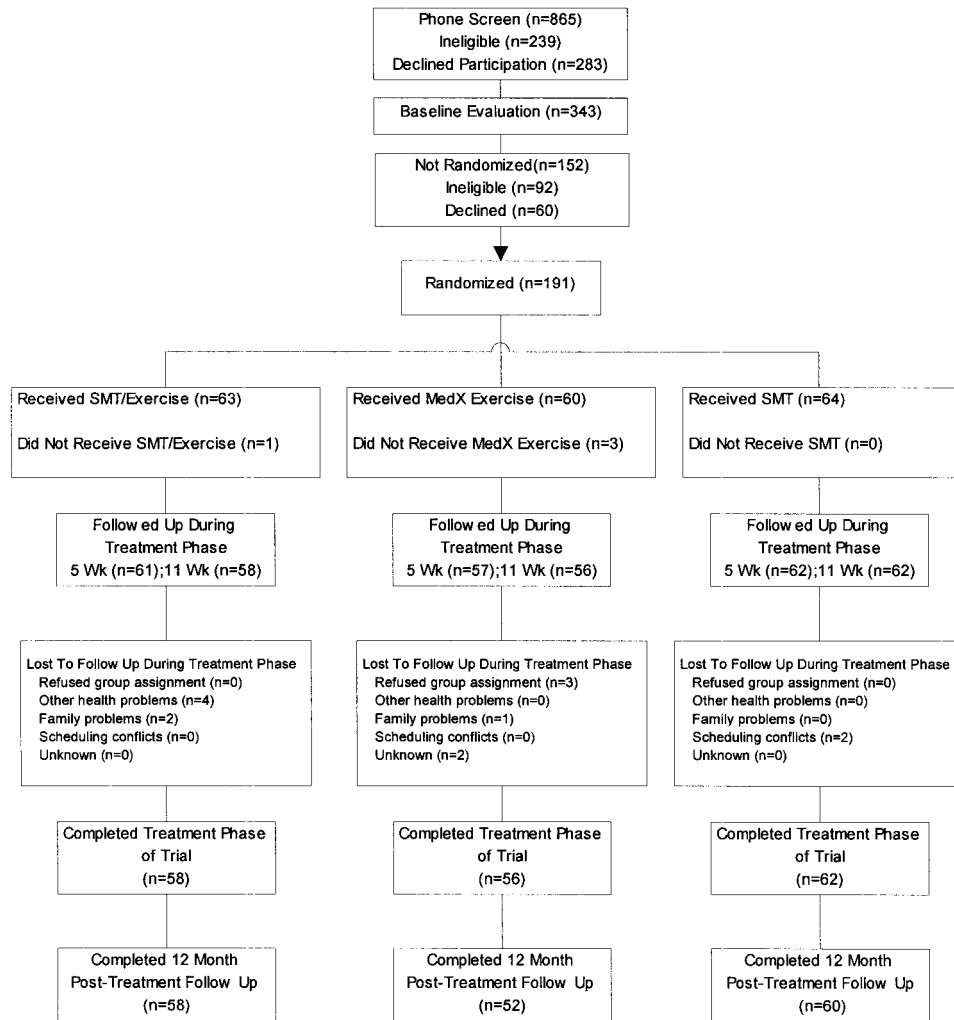 Phone Screen (n=865)
Ineligible (n=239)
Declined Participation (n=283)
Baseline Evaluation (n=343)
Not Randomized(n=152)
Ineligible (n=92)
Declined (n=60)
Randomized (n=191)
Received SMT/Exercise (n=63)
Did Not Receive SMT/Exercise (n=1)
Received MedX Exercise (n=60)
Did Not Receive MedX Exercise (n=3)
Received SMT (n=64)
Did Not Receive SMT (n=0)
Followed Up During
Treatment Phase
5 Wk (n=61);11 Wk (n=58)
Followed Up During
Treatment Phase
5 Wk (n=57);11 Wk (n=56)
Followed Up During
Treatment Phase
5 Wk (n=62);11 Wk (n=62)
Lost To Follow Up During Treatment Phase
Refused group assignment (n=0)
Other health problems (n=4)
Family problems (n=2)
Scheduling conflicts (n=0)
Unknown (n=0)
Lost To Follow Up During Treatment Phase
Refused group assignment (n=3)
Other health problems (n=0)
Family problems (n=1)
Scheduling conflicts (n=0)
Unknown (n=2)
Lost To Follow Up During Treatment Phase
Refused group assignment (n=0)
Other health problems (n=0)
Family problems (n=0)
Scheduling conflicts (n=2)
Unknown (n=0)
Completed Treatment Phase
of Trial
(n=58)
Completed Treatment Phase
of Trial
(n=56)
Completed Treatment Phase
of Trial
(n=62)
Completed 12 Month
Post-Treatment Follow Up
(n=58)
Completed 12 Month
Post-Treatment Follow Up
(n=52)
Completed 12 Month
Post-Treatment Follow Up
(n=60)